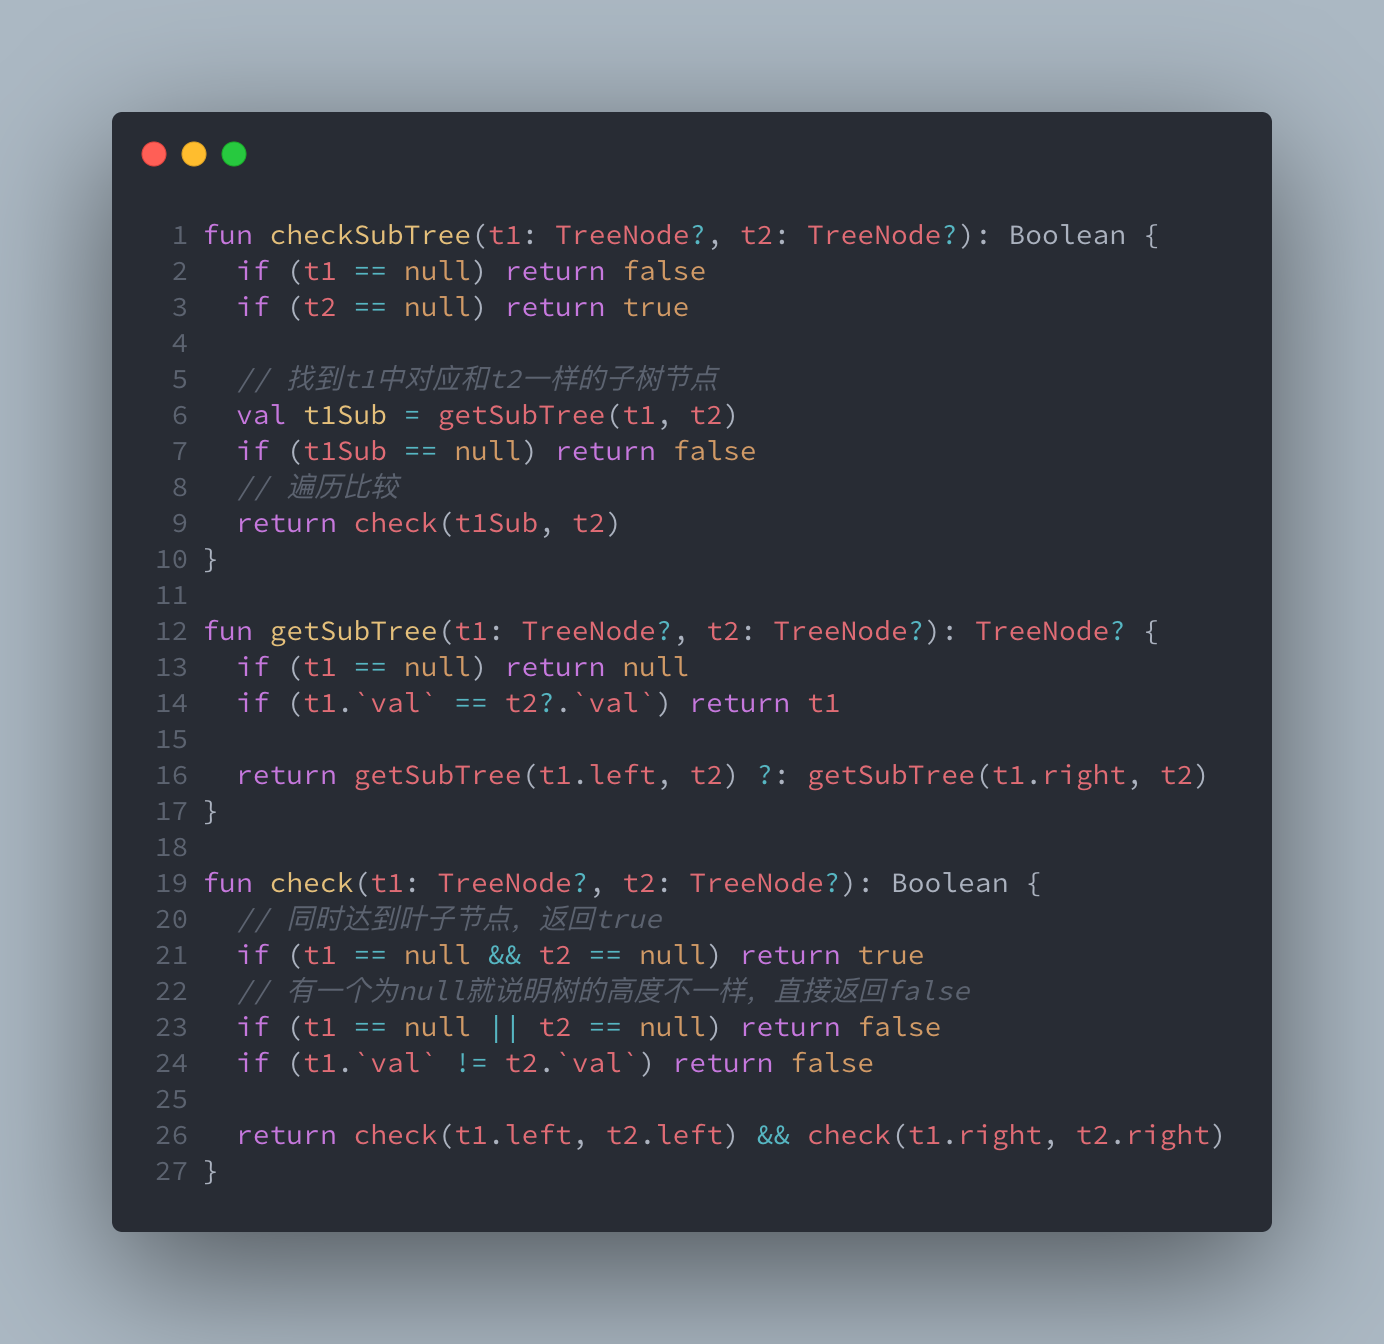 1 fun checkSubTree(t1: TreeNode?, t2: TreeNode?): Boolean {
2   if (t1 == null) return false
3   if (t2 == null) return true
4
5   // 找到t1中对应和t2一样的子树节点
6   val t1Sub = getSubTree(t1, t2)
7   if (t1Sub == null) return false
8   // 遍历比较
9   return check(t1Sub, t2)
10 }
11
12 fun getSubTree(t1: TreeNode?, t2: TreeNode?): TreeNode? {
13   if (t1 == null) return null
14   if (t1.`val` == t2?.`val`) return t1
15
16   return getSubTree(t1.left, t2) ?: getSubTree(t1.right, t2)
17 }
18
19 fun check(t1: TreeNode?, t2: TreeNode?): Boolean {
20   // 同时达到叶子节点，返回true
21   if (t1 == null && t2 == null) return true
22   // 有一个为null就说明树的高度不一样，直接返回false
23   if (t1 == null || t2 == null) return false
24   if (t1.`val` != t2.`val`) return false
25
26   return check(t1.left, t2.left) && check(t1.right, t2.right)
27 }